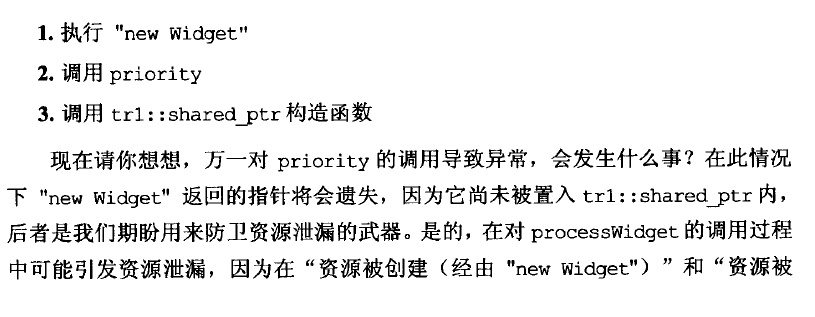 1. 执行 "new Widget"
2. 调用 priority
3. 调用 tr1::shared_ptr 构造函数
现在请你想想，万一对 priority 的调用导致异常，会发生什么事？在此情况
下 "new Widget" 返回的指针将会遗失，因为它尚未被置入 tr1::shared_ptr 内，
后者是我们期盼用来防卫资源泄漏的武器。是的，在对 processWidget 的调用过程
中可能引发资源泄漏，因为在“资源被创建（经由 "new Widget"）”和“资源被